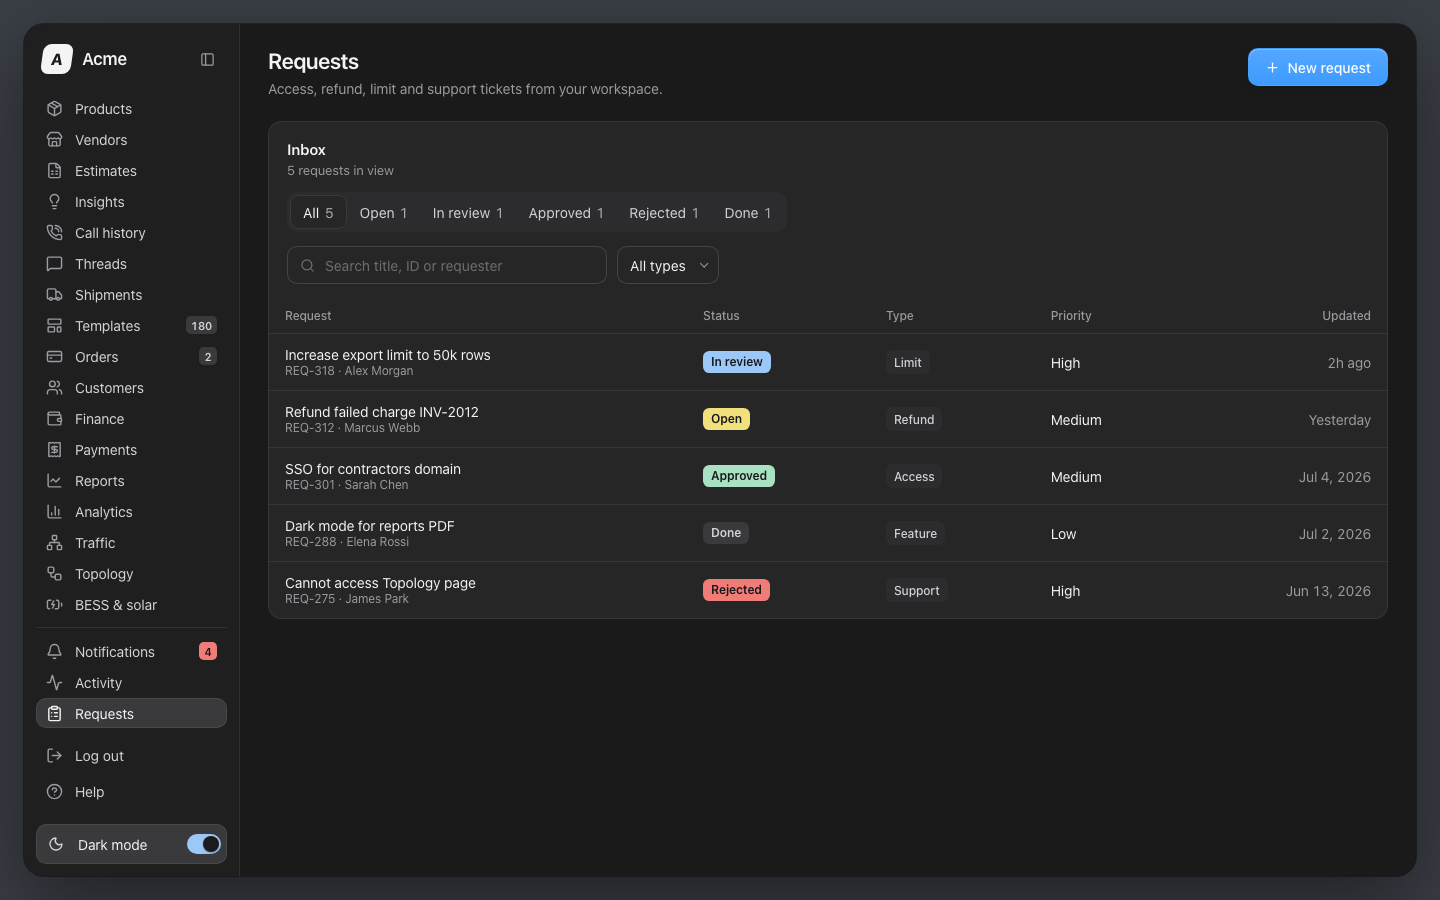 A Acme
Products
Vendors
Estimates
Insights
Call history
Threads
Shipments
Templates 180
Orders 2
Customers
Finance
Payments
Reports
Analytics
Traffic
Topology
BESS & solar
Notifications 4
Activity
Requests
Log out
Help
Dark mode
Requests
Access, refund, limit and support tickets from your workspace.
+ New request
Inbox
5 requests in view
All 5 Open 1 In review 1 Approved 1 Rejected 1 Done 1
Search title, ID or requester All types
Request Status Type Priority Updated
Increase export limit to 50k rows In review Limit High 2h ago
REQ-318 · Alex Morgan
Refund failed charge INV-2012 Open Refund Medium Yesterday
REQ-312 · Marcus Webb
SSO for contractors domain Approved Access Medium Jul 4, 2026
REQ-301 · Sarah Chen
Dark mode for reports PDF Done Feature Low Jul 2, 2026
REQ-288 · Elena Rossi
Cannot access Topology page Rejected Support High Jun 13, 2026
REQ-275 · James Park